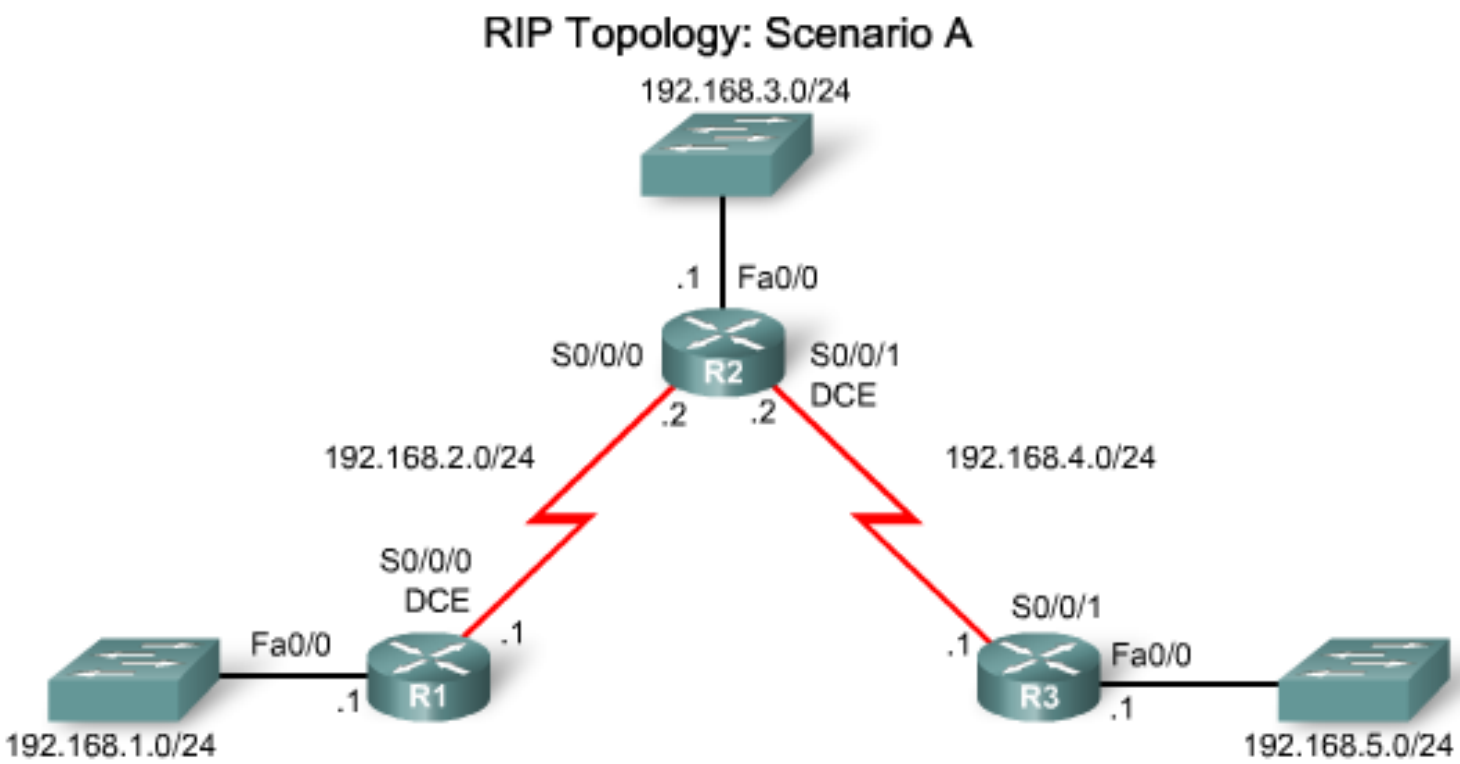 RIP Topology: Scenario A
192.168.3.0/24
.1
Fa0/0
S0/0/0
R2
S0/0/1
DCE
.2
.2
192.168.2.0/24
192.168.4.0/24
S0/0/0
DCE
S0/0/1
Fa0/0
.1
.1
Fa0/0
.1
R1
R3
.1
192.168.1.0/24
192.168.5.0/24